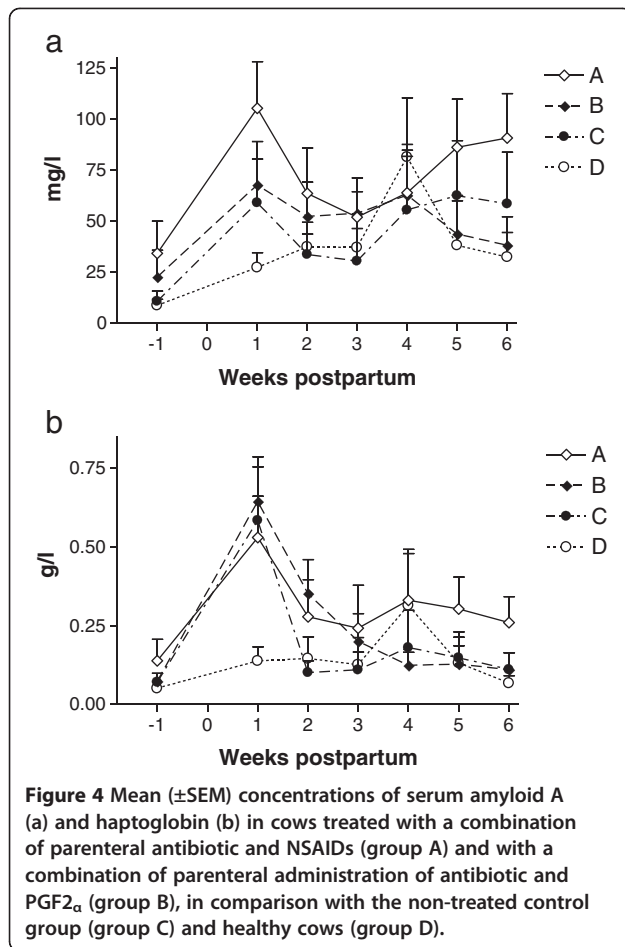 a
125
100
75
50
25
0
mg/l
-1 0 1 2 3 4 5 6
Weeks postpartum
A
B
C
D
b
0.75
0.50
0.25
0.00
g/l
-1 0 1 2 3 4 5 6
Weeks postpartum
A
B
C
D
Figure 4 Mean (±SEM) concentrations of serum amyloid A
(a) and haptoglobin (b) in cows treated with a combination
of parenteral antibiotic and NSAIDs (group A) and with a
combination of parenteral administration of antibiotic and
PGF2α (group B), in comparison with the non-treated control
group (group C) and healthy cows (group D).